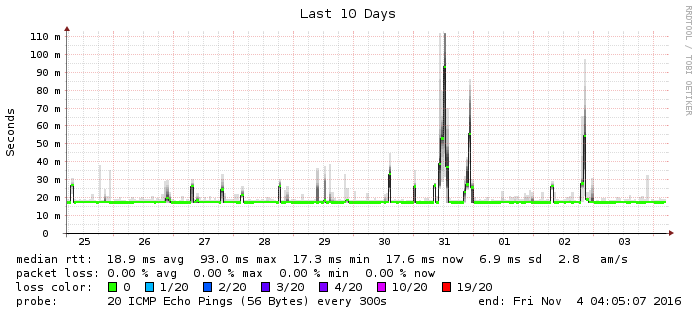 Last 10 Days
RRDTOOL / TOBI OETIKER
Seconds
110 m
100 m
90 m
80 m
70 m
60 m
50 m
40 m
30 m
20 m
10 m
0
25 26 27 28 29 30 31 01 02 03
median rtt: 18.9 ms avg 93.0 ms max 17.3 ms min 17.6 ms now 6.9 ms sd 2.8 am/s
packet loss: 0.00 % avg 0.00 % max 0.00 % min 0.00 % now
loss color: 0 1/20 2/20 3/20 4/20 10/20 19/20
probe: 20 ICMP Echo Pings (56 Bytes) every 300s end: Fri Nov 4 04:05:07 2016